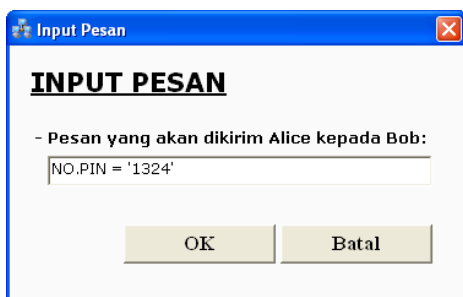 Input Pesan
INPUT PESAN
- Pesan yang akan dikirim Alice kepada Bob:
NO.PIN = '1324'
OK Batal